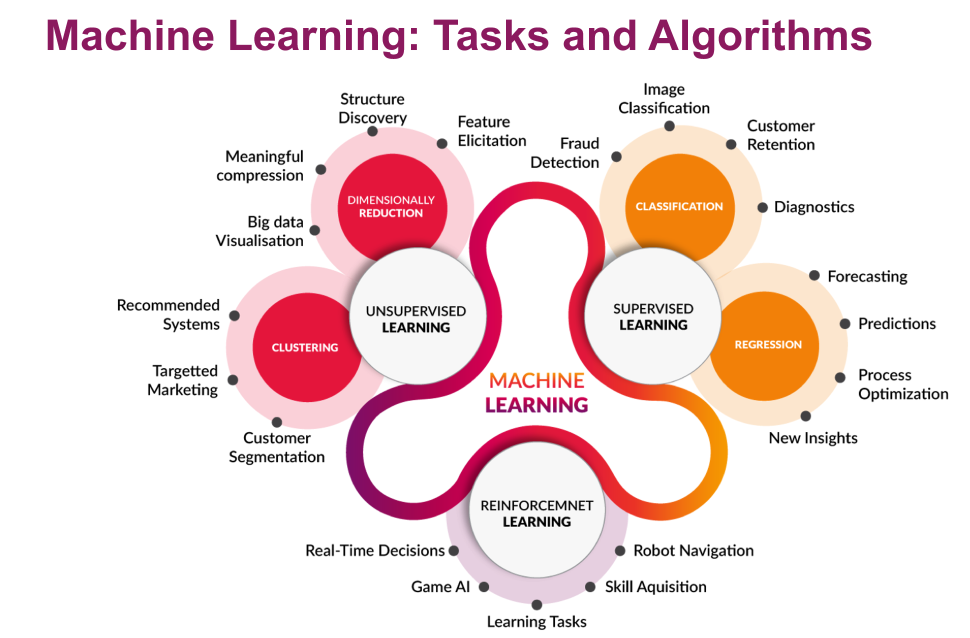 Machine Learning: Tasks and Algorithms
Structure
Discovery
Feature
Elicitation
Meaningful
compression
Big data
Visualisation
DIMENSIONALLY
REDUCTION
Image
Classification
Fraud
Detection
Customer
Retention
Diagnostics
CLASSIFICATION
UNSUPERVISED
LEARNING
SUPERVISED
LEARNING
Recommended
Systems
Targetted
Marketing
Customer
Segmentation
CLUSTERING
Forecasting
Predictions
Process
Optimization
New Insights
REGRESSION
MACHINE
LEARNING
REINFORCEMNET
LEARNING
Real-Time Decisions
Game AI
Learning Tasks
Skill Aquisition
Robot Navigation